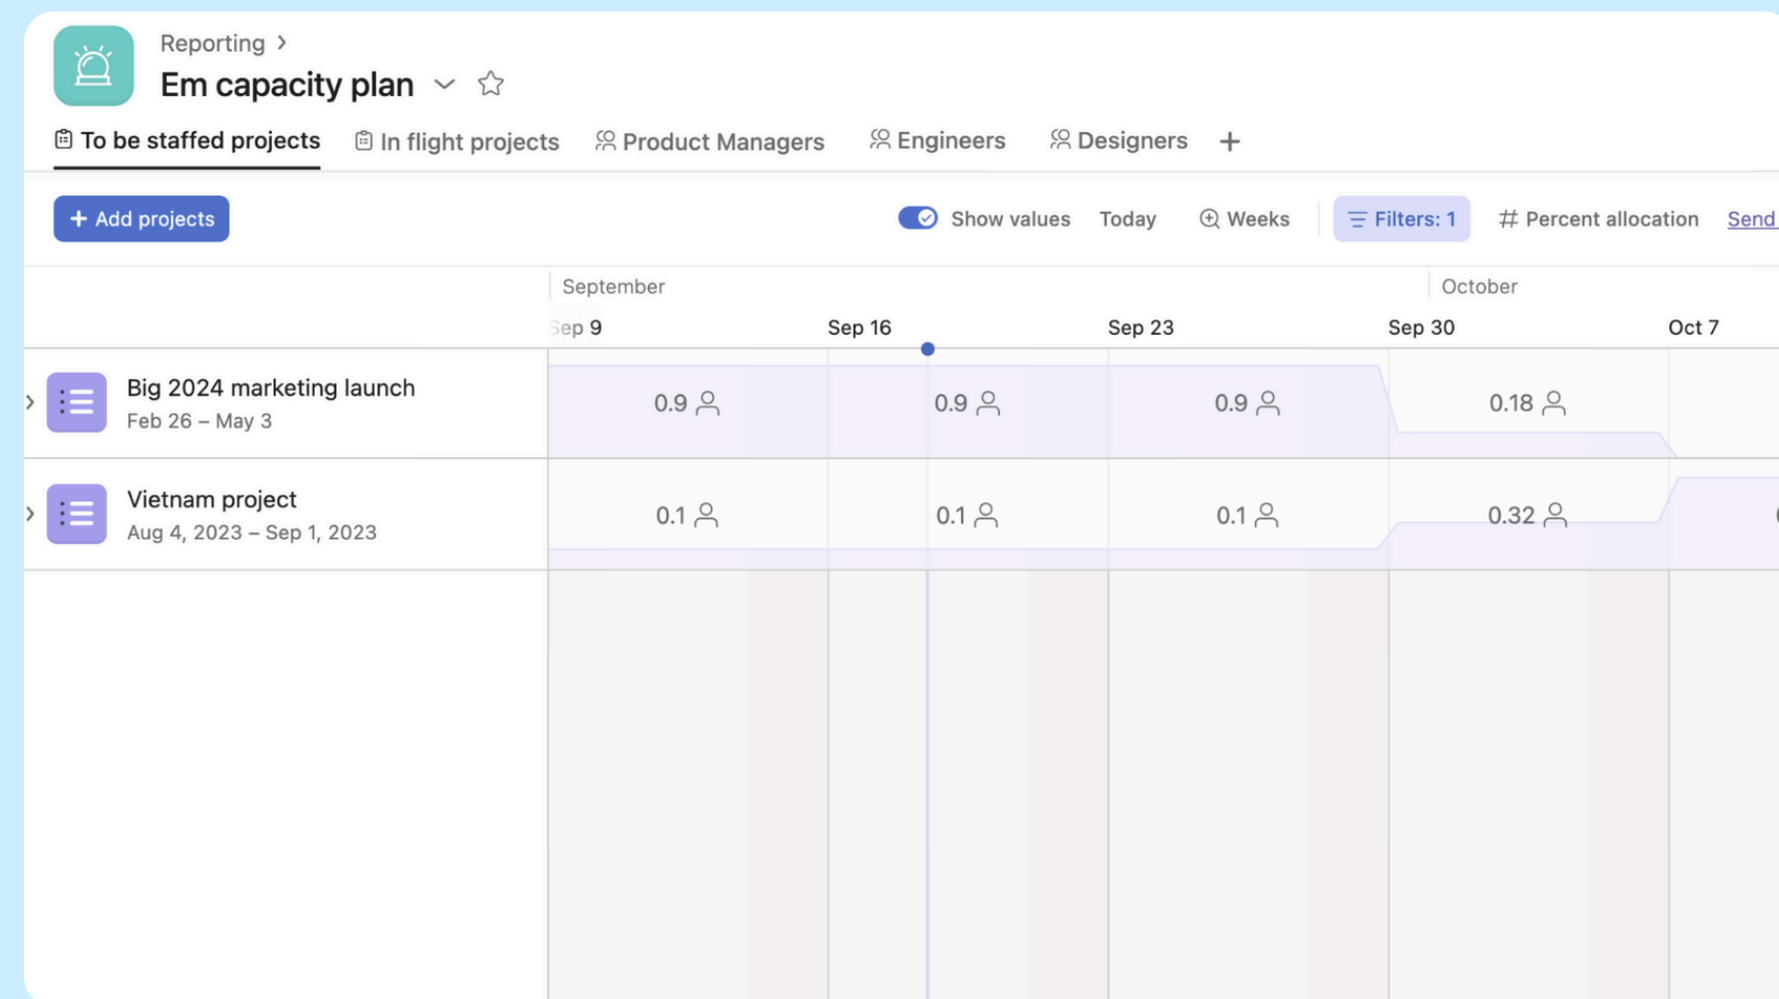 Reporting
Em capacity plan
To be staffed projects
In flight projects
Product Managers
Engineers
Designers
+ Add projects
Show values
Today
Weeks
Filters: 1
# Percent allocation
Send
September
October
Sep 9
Sep 16
Sep 23
Sep 30
Oct 7
Big 2024 marketing launch
Feb 26 – May 3
0.9
0.9
0.9
0.18
Vietnam project
Aug 4, 2023 – Sep 1, 2023
0.1
0.1
0.1
0.32